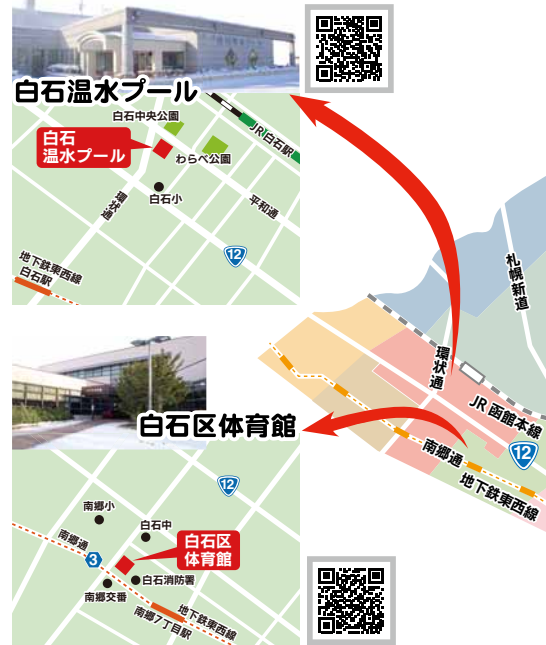 白石温水プール
白石中央公園
JR白石駅
白石
温水プール
わらべ公園
白石小
環状通
平和通
12
地下鉄東西線
白石駅
札幌新道
環状通
JR函館本線
12
南郷通
地下鉄東西線
白石区体育館
12
南郷小
白石中
南郷通
白石区
体育館
3
白石消防署
南郷交番
地下鉄東西線
南郷7丁目駅